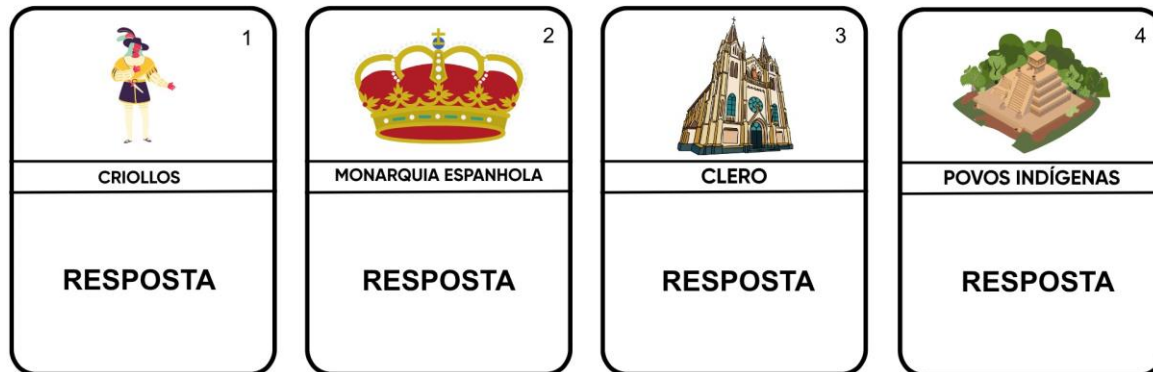 1
CRIOLLOS
RESPOSTA
2
MONARQUIA ESPANHOLA
RESPOSTA
3
CLERO
RESPOSTA
4
POVOS INDÍGENAS
RESPOSTA